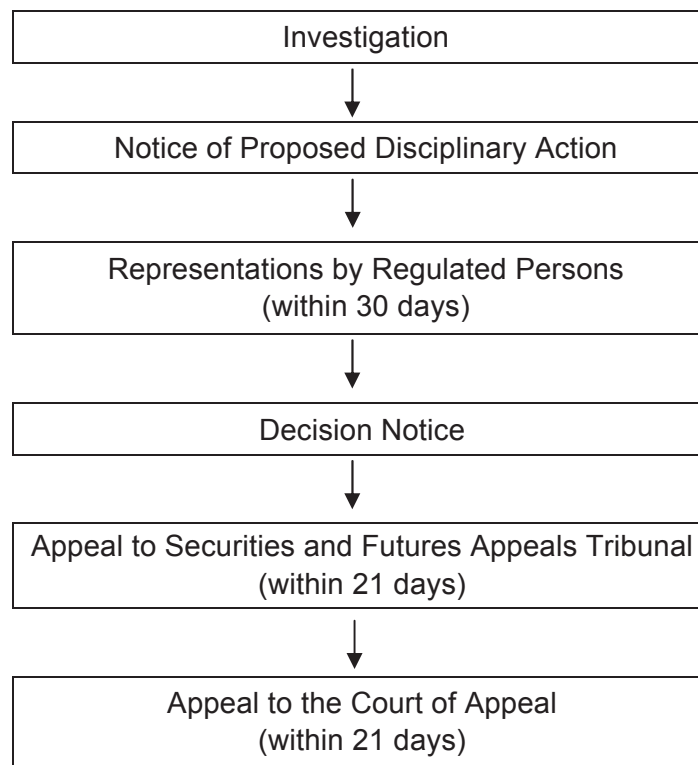 Investigation
Notice of Proposed Disciplinary Action
Representations by Regulated Persons
(within 30 days)
Decision Notice
Appeal to Securities and Futures Appeals Tribunal
(within 21 days)
Appeal to the Court of Appeal
(within 21 days)